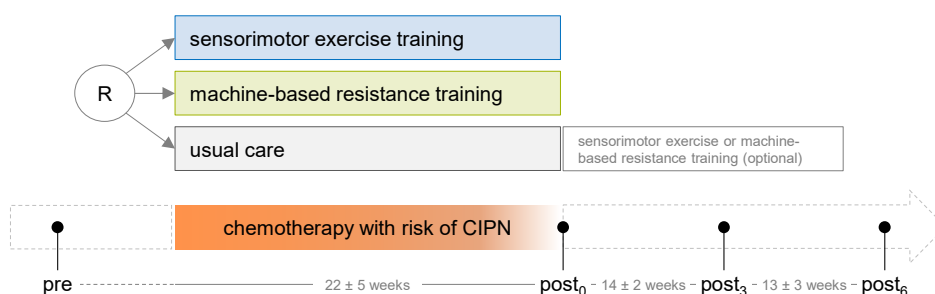 sensorimotor exercise training
R
machine-based resistance training
usual care
sensorimotor exercise or machine-
based resistance training (optional)
chemotherapy with risk of CIPN
pre 22 ± 5 weeks post₀ 14 ± 2 weeks post₃ 13 ± 3 weeks post₆